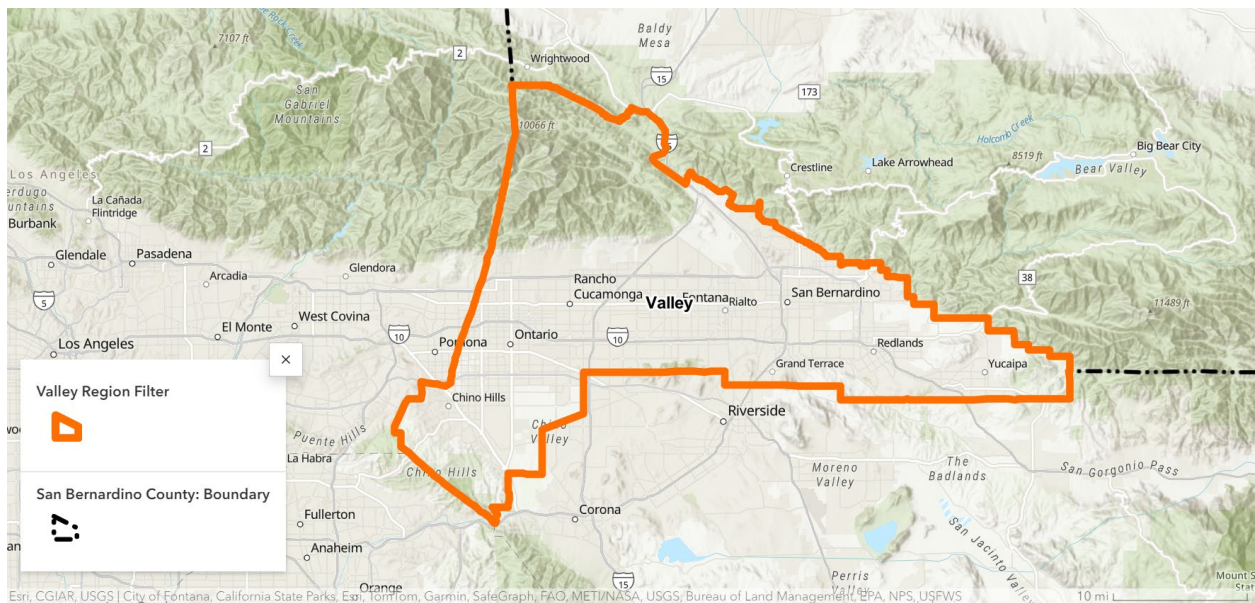 Baldy
Mesa
7107 ft
2
Wrightwood
15
173
San
Gabriel
Mountains
10066 ft
Holcomb Creek
8519 ft
Big Bear City
2
15
Crestline
Lake Arrowhead
Bear Valley
Los Angeles
La Cañada
Flintridge
Burbank
Glendale
Pasadena
Arcadia
Glendora
38
5
Rancho
Cucamonga
Valley
Fontana
Rialto
San Bernardino
11489 ft
El Monte
West Covina
10
Pomona
Ontario
10
Los Angeles
Redlands
Grand Terrace
Yucaipa
×
Valley Region Filter
Chino Hills
Riverside
Puente Hills
Chino
Valley
La Habra
Chino Hills
Moreno
Valley
The
Badlands
San Gorgonio Pass
San Bernardino County: Boundary
Fullerton
Corona
Anaheim
San Jacinto Valley
Orange
15
Perris
Valley
Mount S
State
10 mi
Esri, CGIAR, USGS | City of Fontana, California State Parks, Esri, TomTom, Garmin, SafeGraph, FAO, METI/NASA, USGS, Bureau of Land Management, EPA, NPS, USFWS